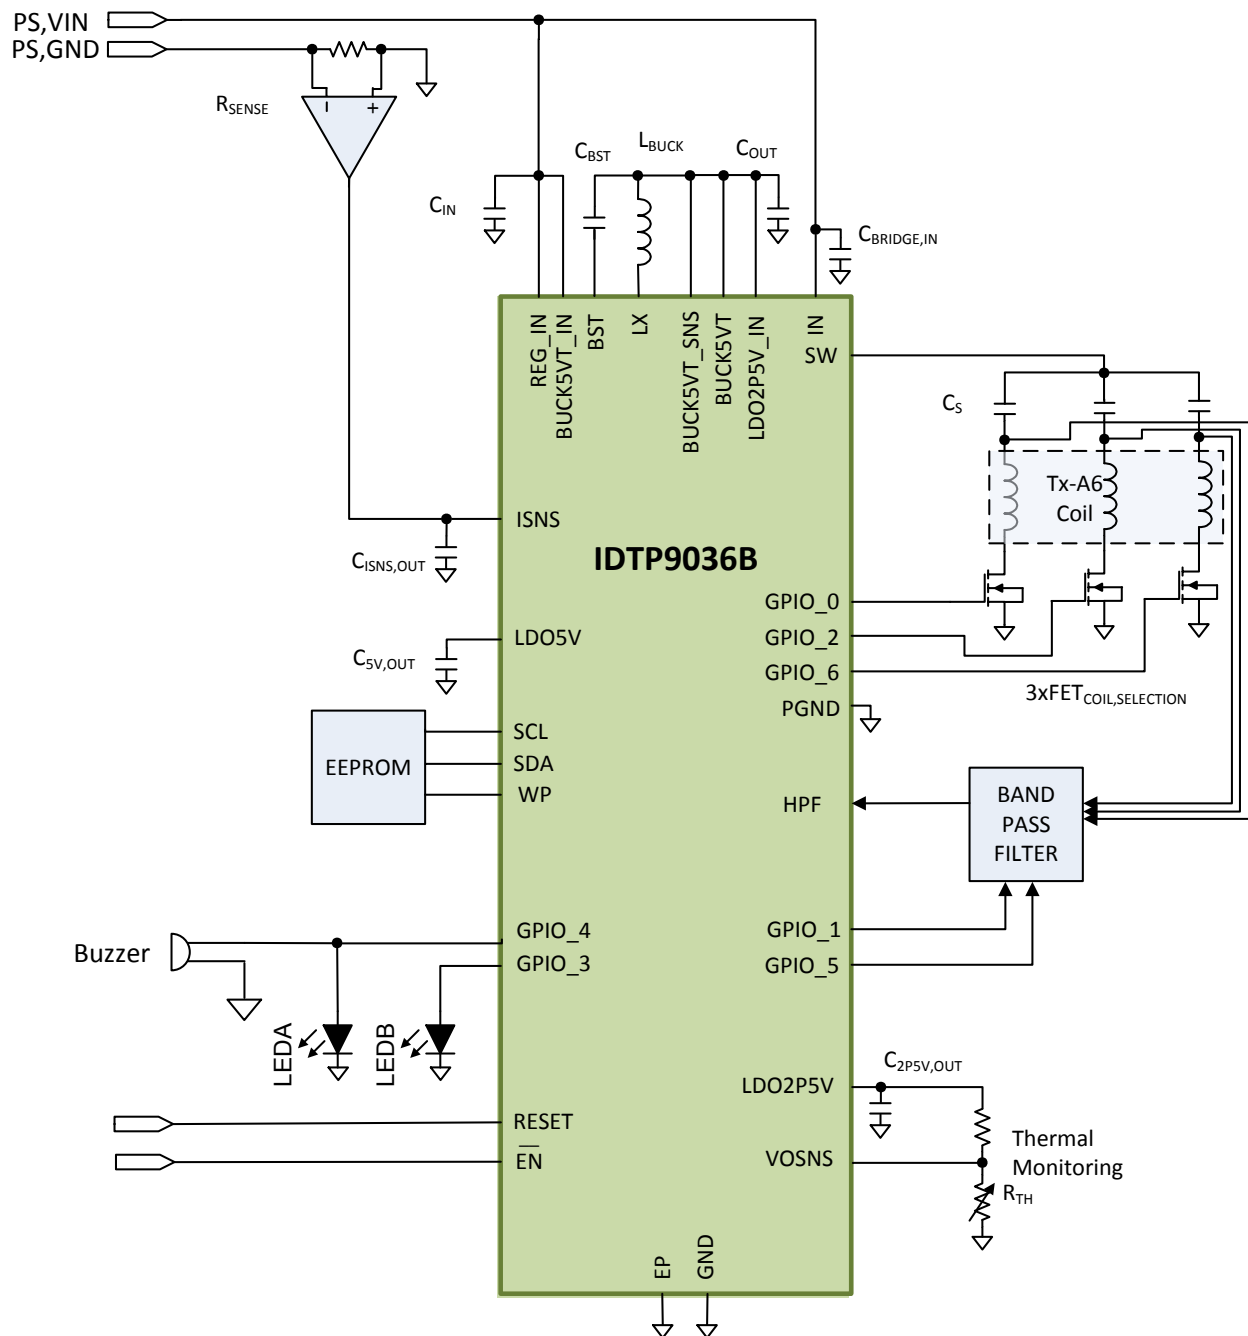 PS,VIN
PS,GND
RSENSE
− +
CBST
LBUCK
COUT
CIN
CBRIDGE,IN
REG_IN
BUCK5VT_IN
BST
LX
BUCK5VT_SNS
BUCK5VT
LDO2P5V_IN
IN
SW
CS
Tx-A6
Coil
ISNS
CISNS,OUT
IDTP9036B
GPIO_0
GPIO_2
GPIO_6
3xFETCOIL,SELECTION
PGND
LDO5V
C5V,OUT
EEPROM
SCL
SDA
WP
HPF
BAND
PASS
FILTER
Buzzer
GPIO_4
GPIO_3
GPIO_1
GPIO_5
LEDA
LEDB
C2P5V,OUT
LDO2P5V
RESET
EN
VOSNS
Thermal
Monitoring
RTH
EP
GND